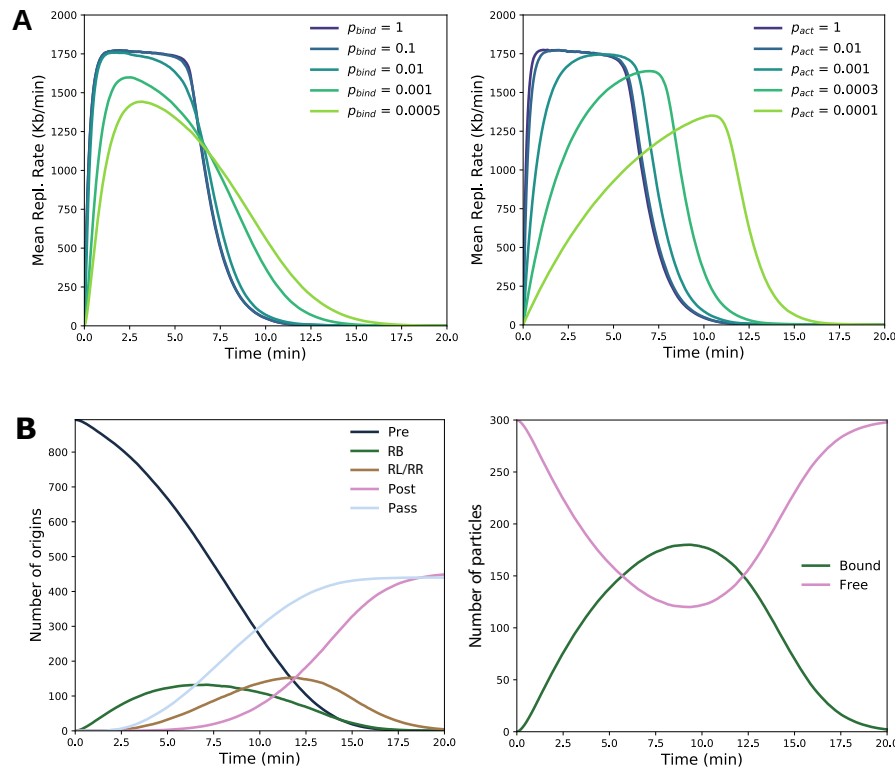 A
2000
1750
1500
1250
1000
750
500
250
0
Mean Repl. Rate (Kb/min)
0.0 2.5 5.0 7.5 10.0 12.5 15.0 17.5 20.0
Time (min)
p_bind = 1
p_bind = 0.1
p_bind = 0.01
p_bind = 0.001
p_bind = 0.0005
2000
1750
1500
1250
1000
750
500
250
0
Mean Repl. Rate (Kb/min)
0.0 2.5 5.0 7.5 10.0 12.5 15.0 17.5 20.0
Time (min)
p_act = 1
p_act = 0.01
p_act = 0.001
p_act = 0.0003
p_act = 0.0001
B
800
700
600
500
400
300
200
100
0
Number of origins
0.0 2.5 5.0 7.5 10.0 12.5 15.0 17.5 20.0
Time (min)
Pre
RB
RL/RR
Post
Pass
300
250
200
150
100
50
0
Number of particles
0.0 2.5 5.0 7.5 10.0 12.5 15.0 17.5 20.0
Time (min)
Bound
Free